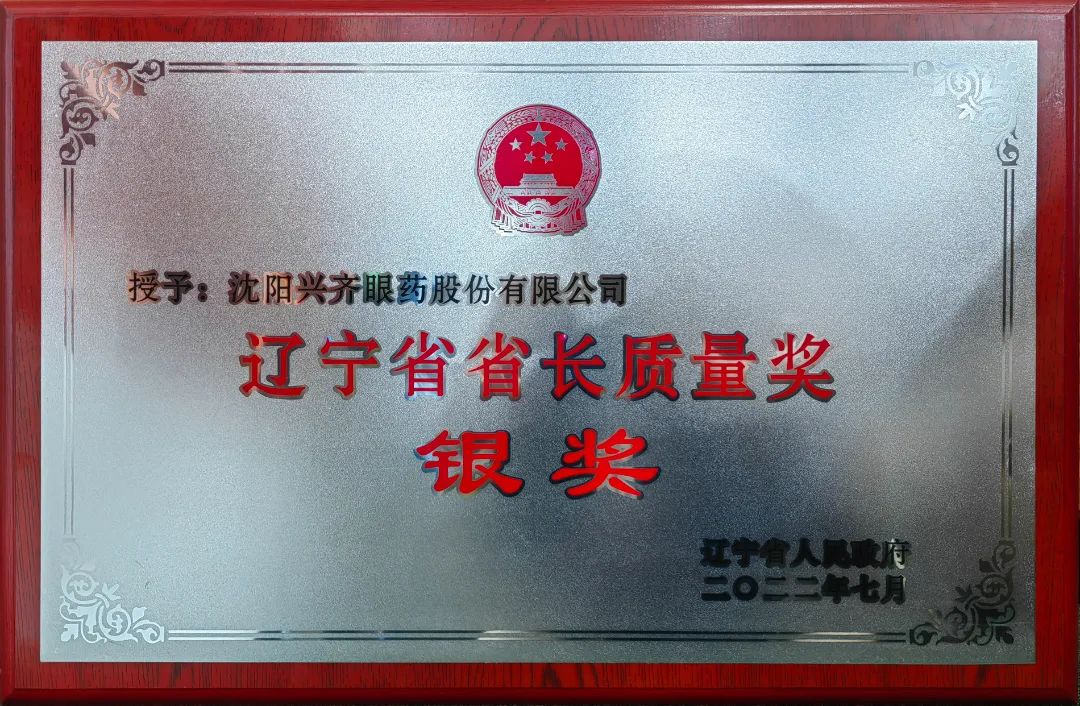 授予：沈阳兴齐眼药股份有限公司
辽宁省省长质量奖
银奖
辽宁省人民政府
二〇二二年七月